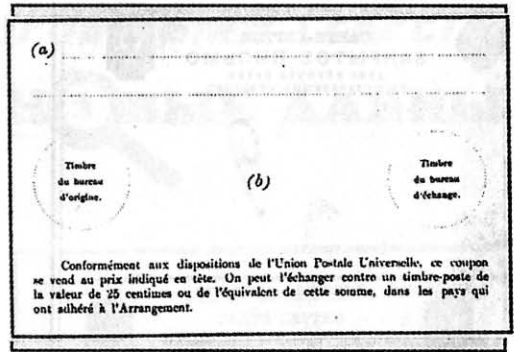 (a)
Timbre
du bureau
d'origine.
(b)
Timbre
du bureau
d'échange.
Conformément aux dispositions de l'Union Postale Universelle, ce coupon
se vend au prix indiqué en tête. On peut l'échanger contre un timbre-poste de
la valeur de 25 centimes ou de l'équivalent de cette somme, dans les pays qui
ont adhéré à l'Arrangement.